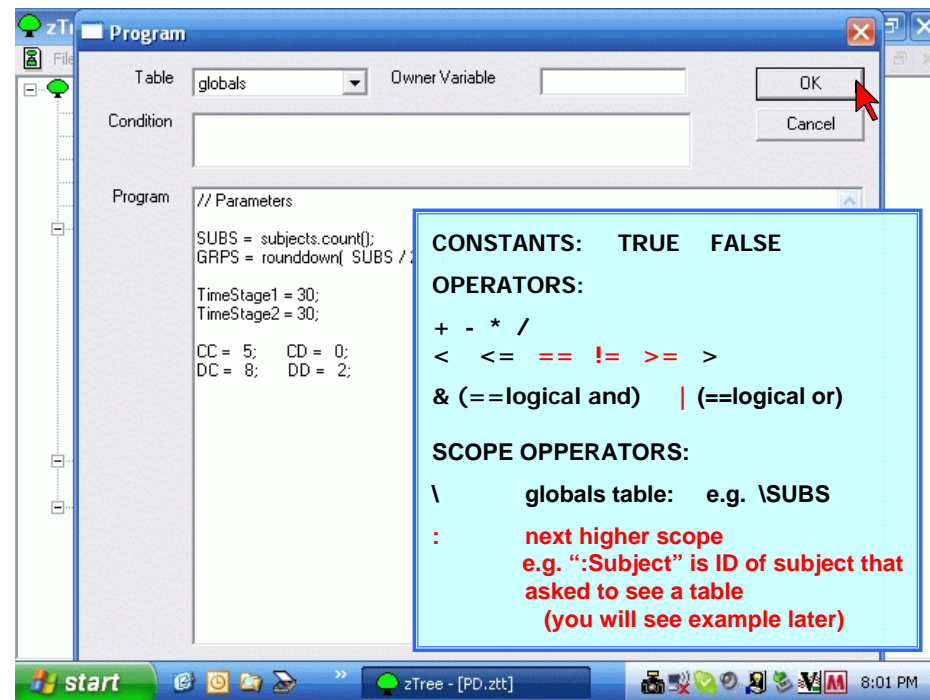 zTr
Program
File
Table
globals
Owner Variable
OK
Condition
Cancel
Program
// Parameters
SUBS = subjects.count();
GRPS = rounddown( SUBS / 
TimeStage1 = 30;
TimeStage2 = 30;
CC = 5; CD = 0;
DC = 8; DD = 2;
CONSTANTS: TRUE FALSE
OPERATORS:
+ - * /
< <= == != >= >
& (==logical and) | (==logical or)
SCOPE OPPERATORS:
\ globals table: e.g. \SUBS
: next higher scope
e.g. “:Subject” is ID of subject that
asked to see a table
(you will see example later)
start
zTree - [PD.ztt]
8:01 PM